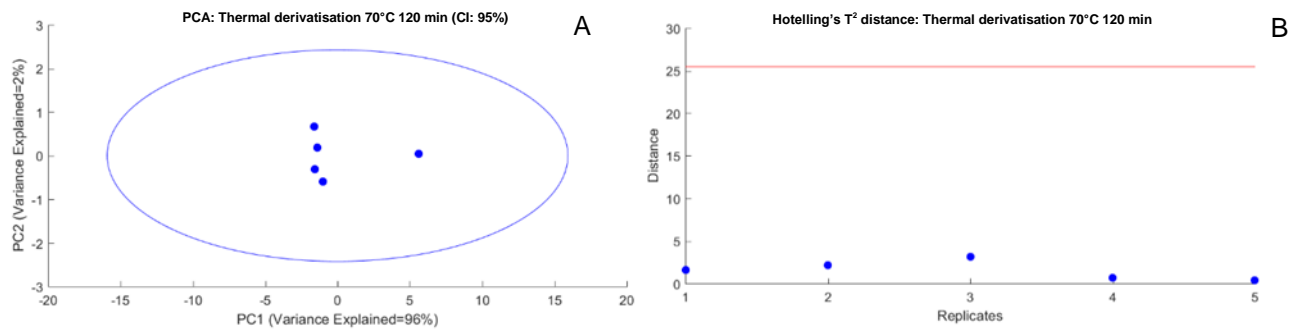 PCA: Thermal derivatisation 70°C 120 min (CI: 95%)
A
3
2
1
0
-1
-2
-3
PC2 (Variance Explained=2%)
-20 -15 -10 -5 0 5 10 15 20
PC1 (Variance Explained=96%)
Hotelling's T² distance: Thermal derivatisation 70°C 120 min
B
30
25
20
15
10
5
0
Distance
1 2 3 4 5
Replicates